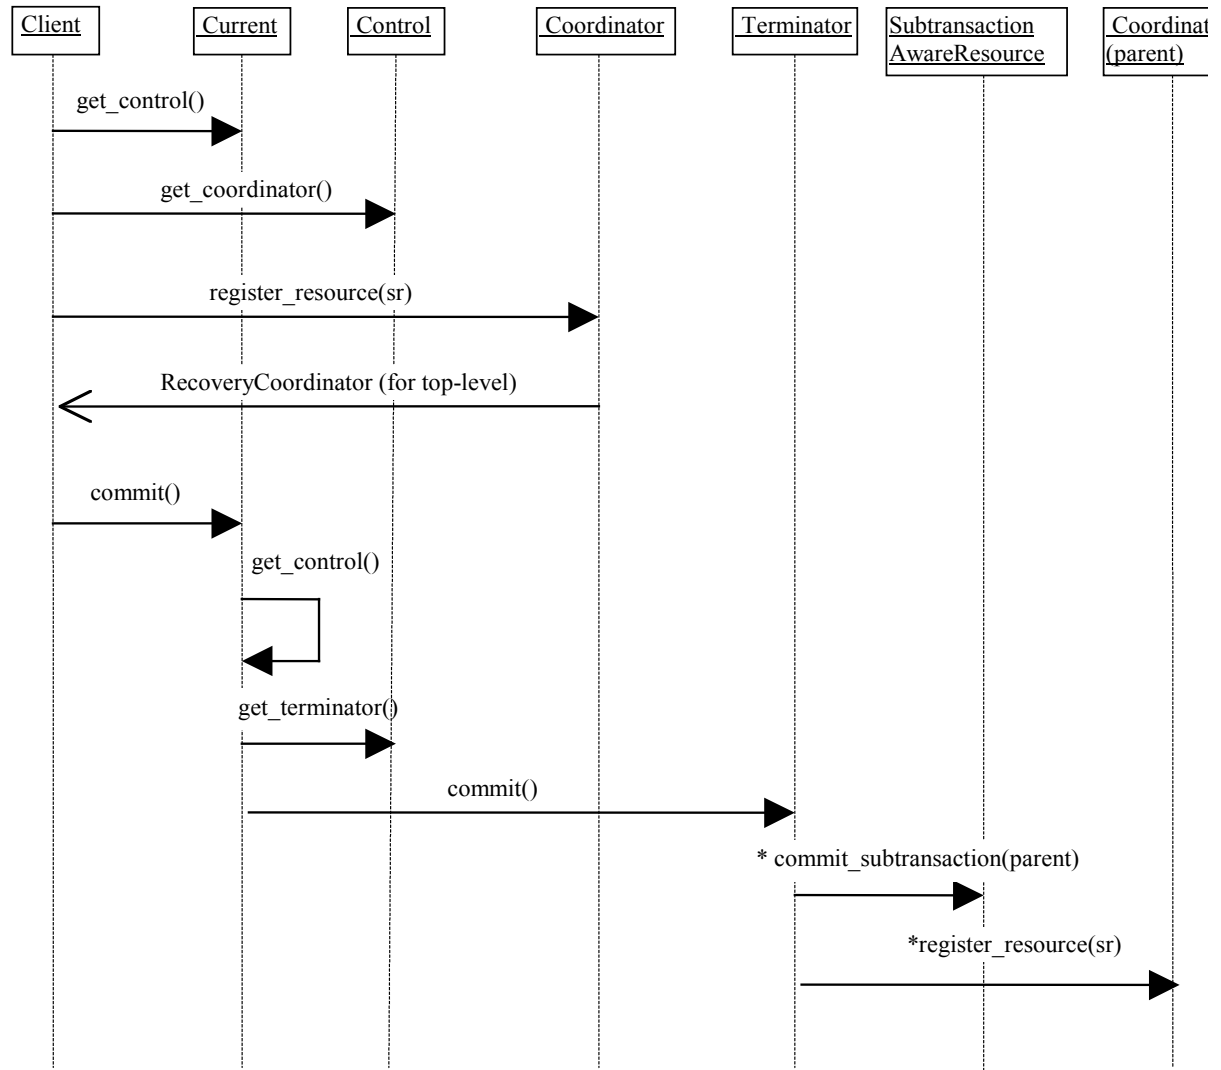 Client
Current
Control
Coordinator
Terminator
Subtransaction
AwareResource
Coordinat
(parent)
get_control()
get_coordinator()
register_resource(sr)
RecoveryCoordinator (for top-level)
commit()
get_control()
get_terminator()
commit()
* commit_subtransaction(parent)
*register_resource(sr)